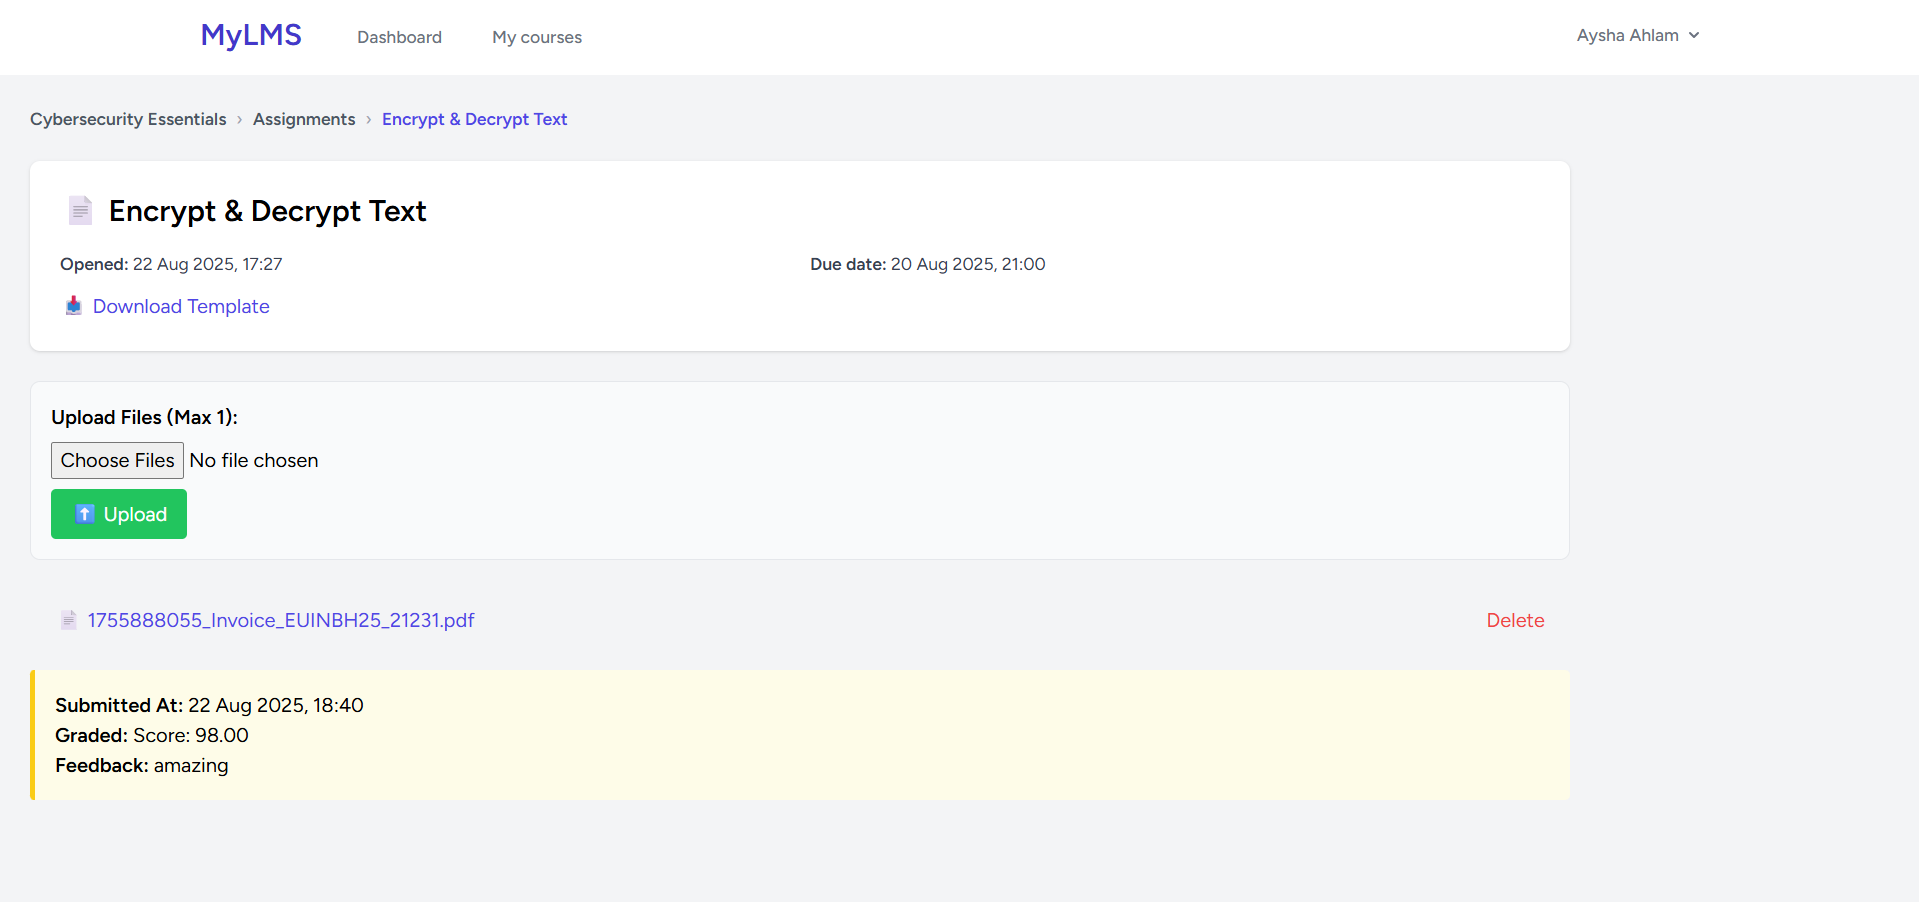 MyLMS Dashboard My courses Aysha Ahlam
Cybersecurity Essentials › Assignments › Encrypt & Decrypt Text
Encrypt & Decrypt Text
Opened: 22 Aug 2025, 17:27 Due date: 20 Aug 2025, 21:00
Download Template
Upload Files (Max 1):
Choose Files No file chosen
Upload
1755888055_Invoice_EUINBH25_21231.pdf Delete
Submitted At: 22 Aug 2025, 18:40
Graded: Score: 98.00
Feedback: amazing